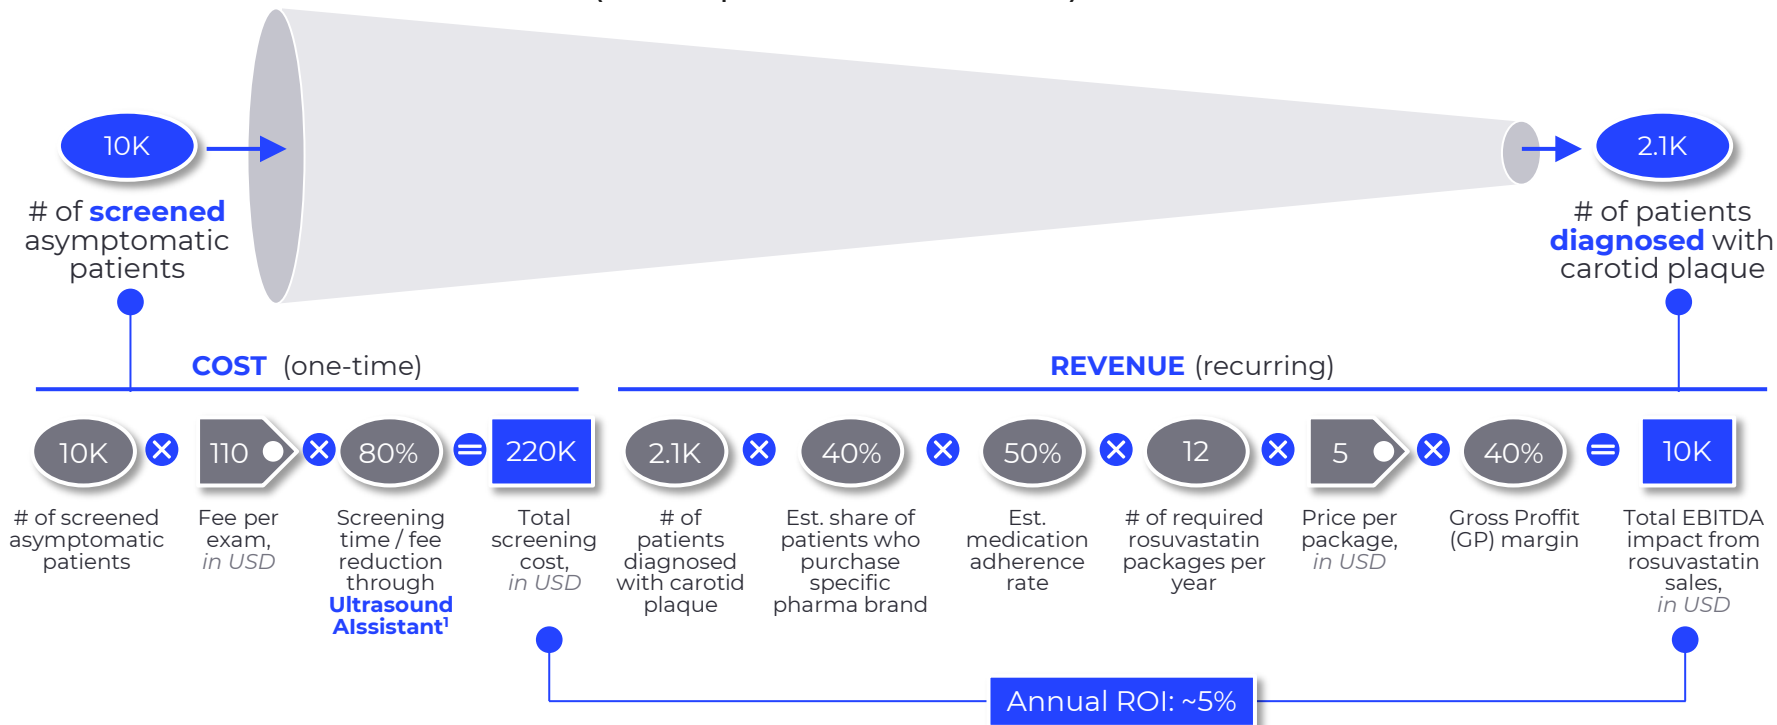 10K
2.1K
# of screened
asymptomatic
patients
# of patients
diagnosed with
carotid plaque
COST (one-time)
REVENUE (recurring)
10K × 110 × 80% = 220K
2.1K × 40% × 50% × 12 × 5 × 40% = 10K
# of screened
asymptomatic
patients
Fee per
exam,
in USD
Screening
time / fee
reduction
through
Ultrasound
AIssistant¹
Total
screening
cost,
in USD
# of
patients
diagnosed
with carotid
plaque
Est. share of
patients who
purchase
specific
pharma brand
Est.
medication
adherence
rate
# of required
rosuvastatin
packages per
year
Price per
package,
in USD
Gross Proffit
(GP) margin
Total EBITDA
impact from
rosuvastatin
sales,
in USD
Annual ROI: ~5%